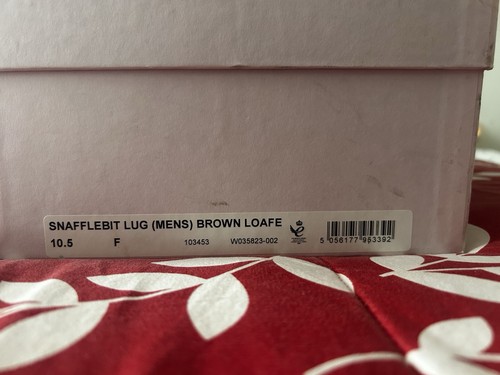 SNAFFLEBIT LUG (MENS) BROWN LOAFE
10.5 F 103453 W035823-002
5 056177 953392